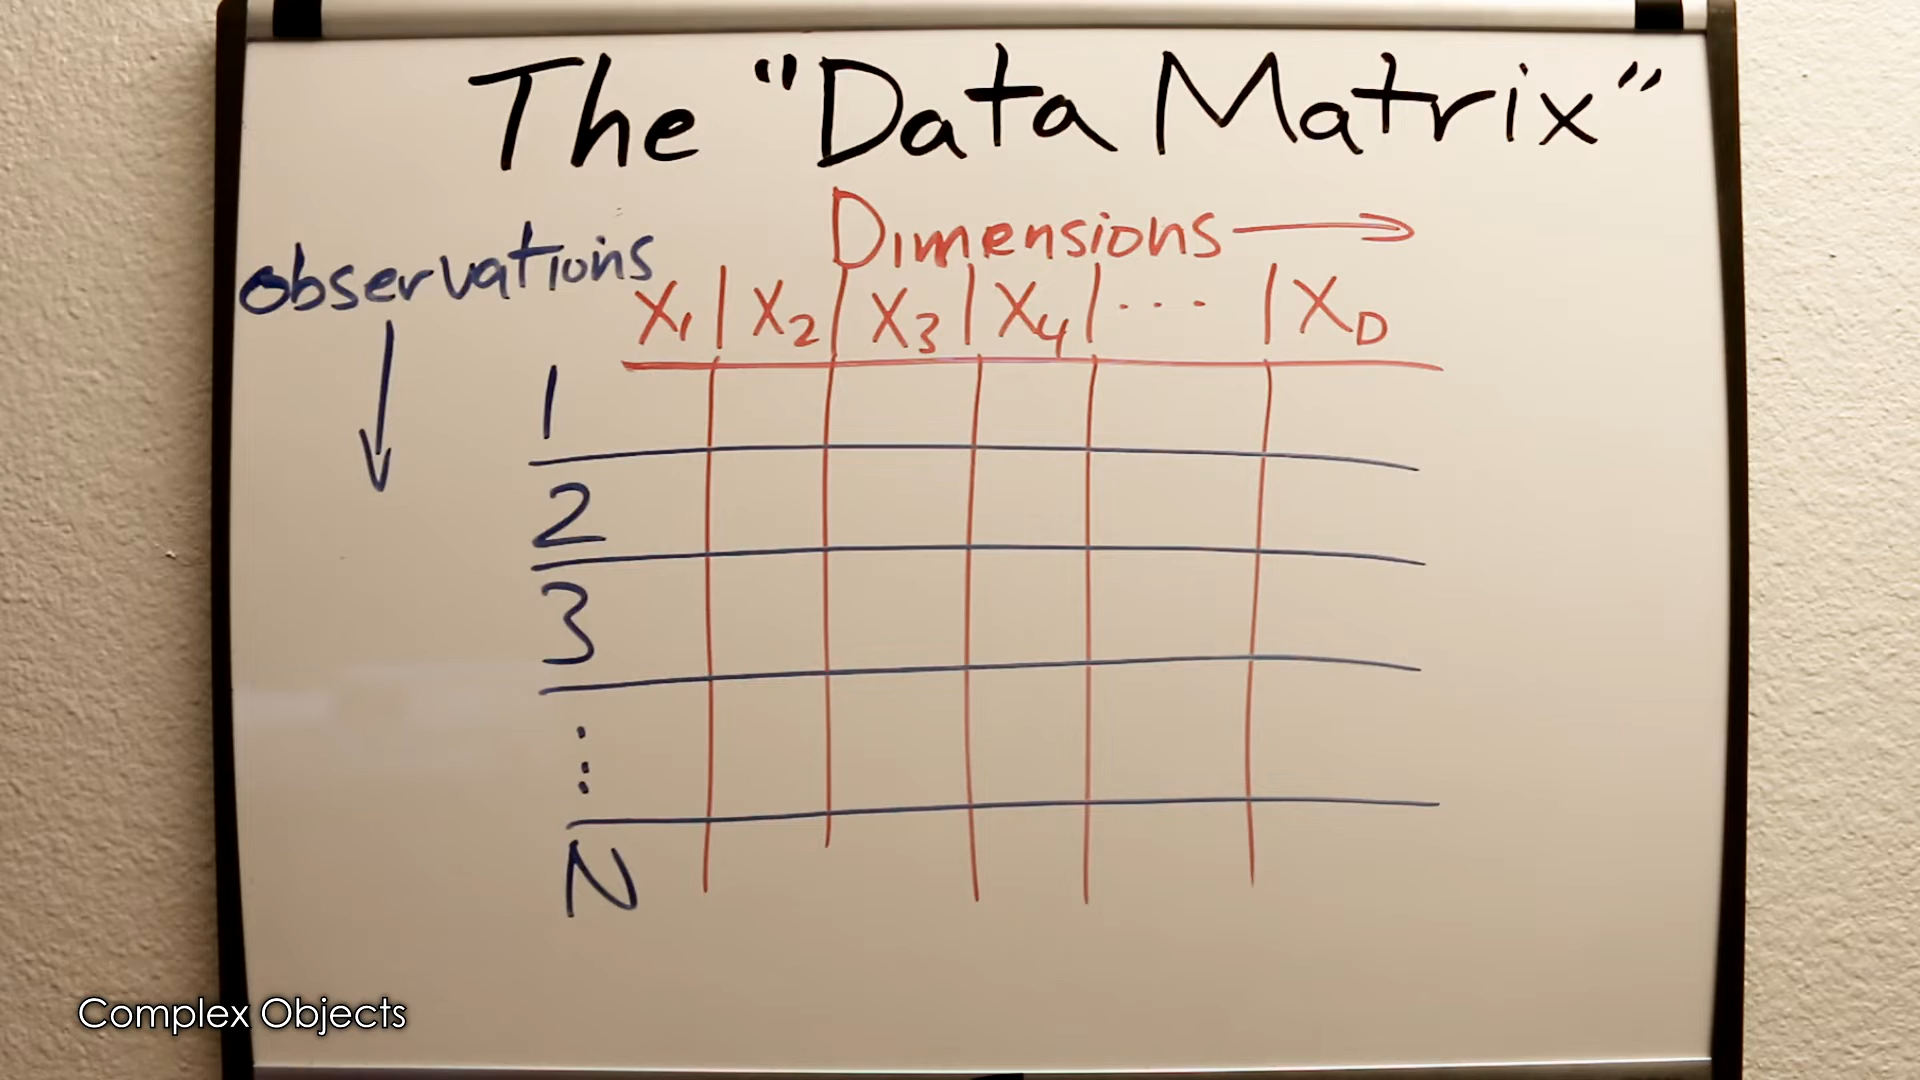 The "Data Matrix"
Dimensions →
observations
X₁ | X₂ | X₃ | X₄ | ... | X_D
1
2
3
⋮
N
Complex Objects